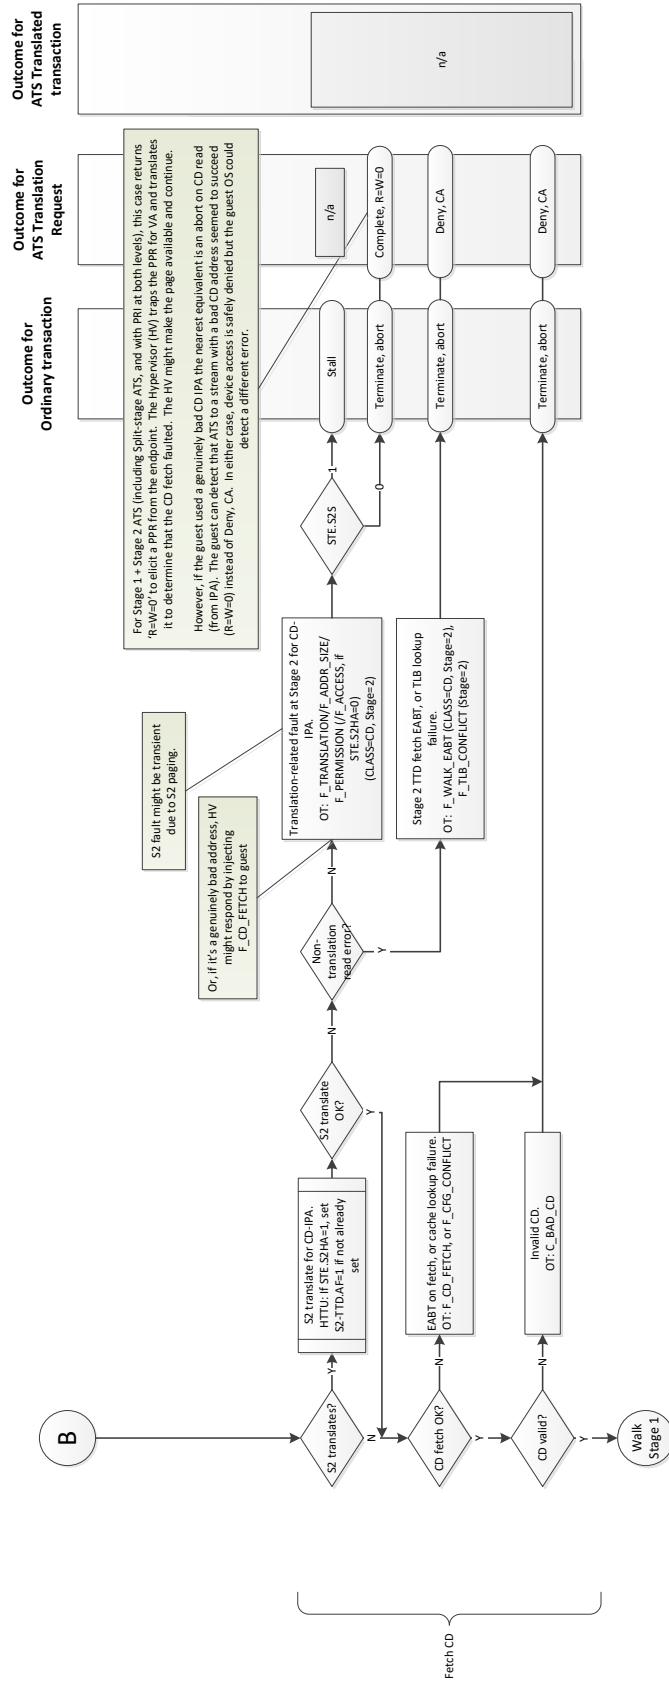 Outcome for
Ordinary transaction
Outcome for
ATS Translation
Request
Outcome for
ATS Translated
transaction
B
For Stage 1 + Stage 2 ATS (including Split-stage ATS, and with PRI at both levels), this case returns
‘R=W=0’ to elicit a PPR from the endpoint. The Hypervisor (HV) traps the PPR for VA and translates
it to determine that the CD fetch faulted. The HV might make the page available and continue.
However, if the guest used a genuinely bad CD IPA the nearest equivalent is an abort on CD read
(from IPA). The guest can detect that ATS to a stream with a bad CD address seemed to succeed
(R=W=0) instead of Deny, CA. In either case, device access is safely denied but the guest OS could
detect a different error.
S2 fault might be transient
due to S2 paging.
Or, if it's a genuinely bad address, HV
might respond by injecting
F_CD_FETCH to guest
Fetch CD
S2 translates?
Y
N
S2 translate for CD-IPA.
HTTU: If STE.S2HA=1, set
S2-TTD.AF=1 if not already
set
S2 translate
OK?
N
Y
Non-
translation
read error?
N
Y
Translation-related fault at Stage 2 for CD-
IPA.
OT: F_TRANSLATION/F_ADDR_SIZE/
F_PERMISSION (/F_ACCESS, if
STE.S2HA=0)
(CLASS=CD, Stage=2)
STE.S2S
1
0
Stall
n/a
n/a
Terminate, abort
Complete, R=W=0
Stage 2 TTD fetch EABT, or TLB lookup
failure.
OT: F_WALK_EABT (CLASS=CD, Stage=2),
F_TLB_CONFLICT (Stage=2)
Terminate, abort
Deny, CA
CD fetch OK?
N
Y
EABT on fetch, or cache lookup failure.
OT: F_CD_FETCH, or F_CFG_CONFLICT
CD valid?
N
Y
Invalid CD.
OT: C_BAD_CD
Terminate, abort
Deny, CA
Walk
Stage 1